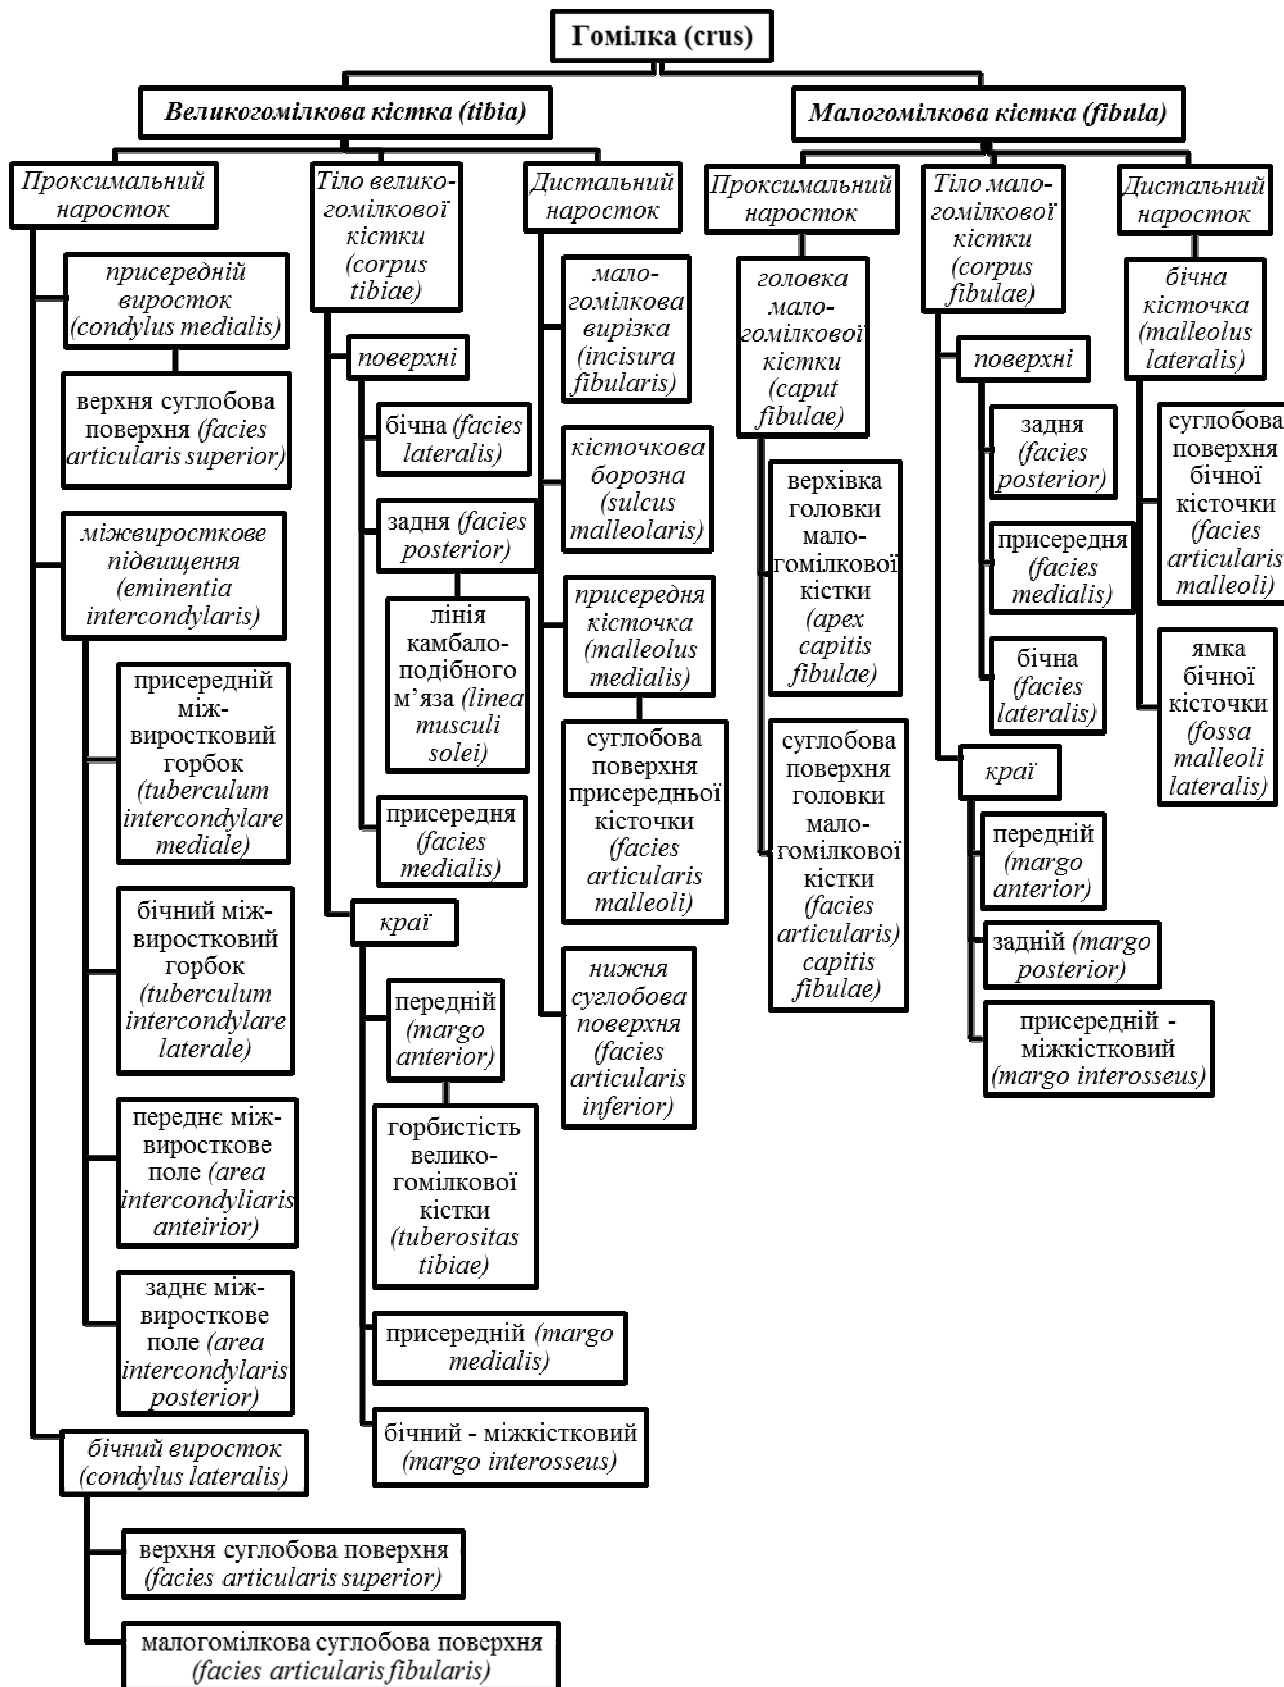 Гомілка (crus)
Великогомілкова кістка (tibia)
Проксимальний
наросток
присередній
виросток
(condylus medialis)
верхня суглобова
поверхня (facies
articularis superior)
міжвиросткове
підвищення
(eminentia
intercondylaris)
присередній між-
виростковий
горбок
(tuberculum
intercondylare
mediale)
бічний між-
виростковий
горбок
(tuberculum
intercondylare
laterale)
переднє між-
виросткове
поле (area
intercondyliaris
anteirior)
заднє між-
виросткове
поле (area
intercondylaris
posterior)
бічний виросток
(condylus lateralis)
верхня суглобова поверхня
(facies articularis superior)
малогомілкова суглобова поверхня
(facies articularis fibularis)
Тіло велико-
гомілкової
кістки
(corpus
tibiae)
поверхні
бічна (facies
lateralis)
задня (facies
posterior)
лінія
камбало-
подібного
м’яза (linea
musculi
solei)
присередня
(facies
medialis)
краї
передній
(margo
anterior)
горбистість
велико-
гомілкової
кістки
(tuberositas
tibiae)
присередній (margo
medialis)
бічний - міжкістковий
(margo interosseus)
Дистальний
наросток
мало-
гомілкова
вирізка
(incisura
fibularis)
кісточкова
борозна
(sulcus
malleolaris)
присередня
кісточка
(malleolus
medialis)
суглобова
поверхня
присередньої
кісточки
(facies
articularis
malleoli)
нижня
суглобова
поверхня
(facies
articularis
inferior)
Малогомілкова кістка (fibula)
Проксимальний
наросток
головка
мало-
гомілкової
кістки
(caput
fibulae)
верхівка
головки
мало-
гомілкової
кістки
(apex
capitis
fibulae)
суглобова
поверхня
головки
мало-
гомілкової
кістки
(facies
articularis)
capitis
fibulae)
Тіло мало-
гомілкової
кістки
(corpus
fibulae)
поверхні
задня
(facies
posterior)
присередня
(facies
medialis)
бічна
(facies
lateralis)
краї
передній
(margo
anterior)
задній (margo
posterior)
присередній -
міжкістковий
(margo interosseus)
Дистальний
наросток
бічна
кісточка
(malleolus
lateralis)
суглобова
поверхня
бічної
кісточки
(facies
articularis
malleoli)
ямка
бічної
кісточки
(fossa
malleoli
lateralis)